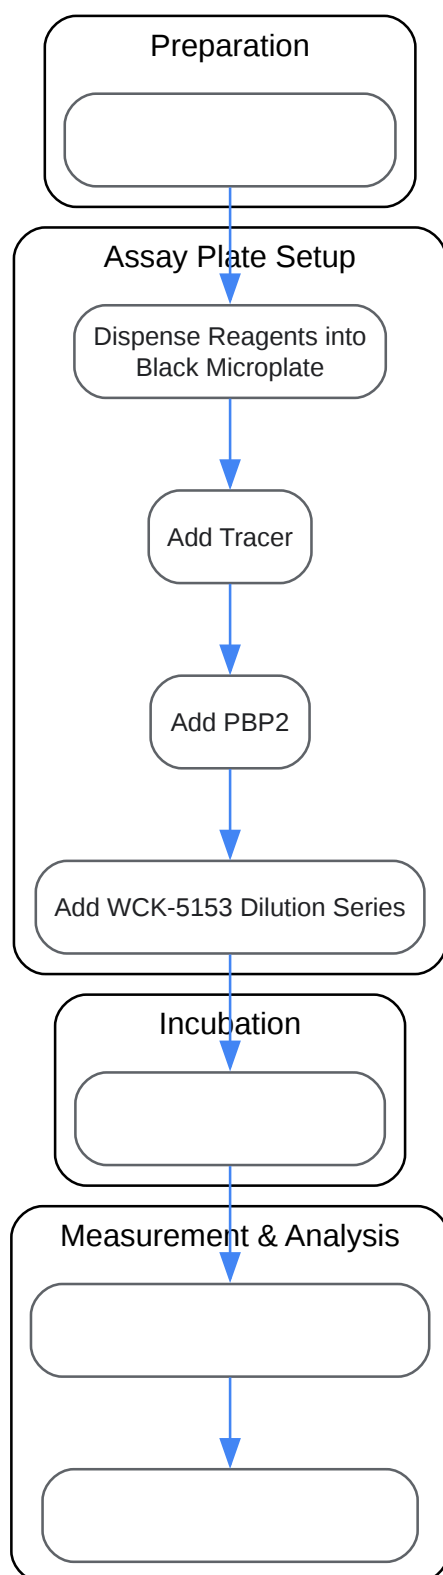 Preparation
Assay Plate Setup
Dispense Reagents into
Black Microplate
Add Tracer
Add PBP2
Add WCK-5153 Dilution Series
Incubation
Measurement & Analysis